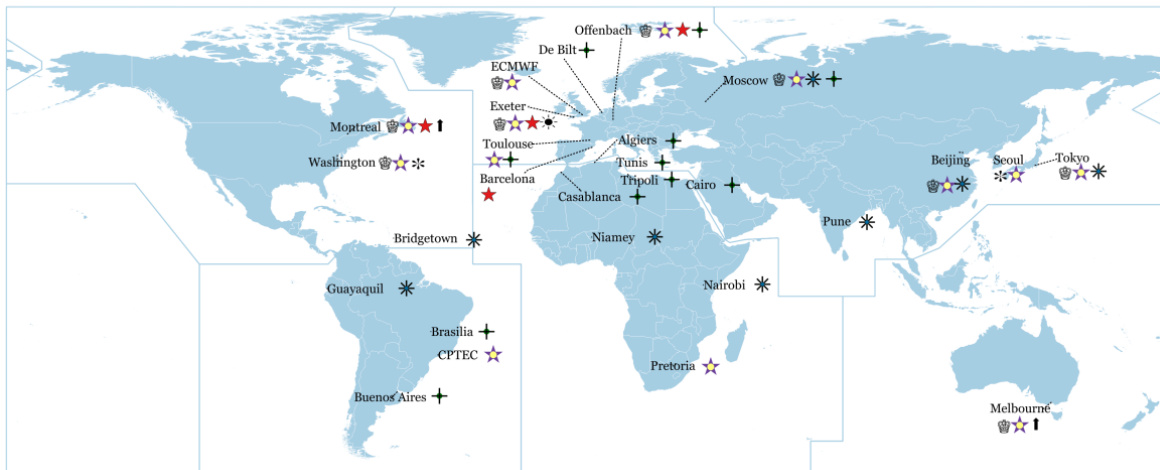 Offenbach
De Bilt
ECMWF
Moscow
Exeter
Montreal
Algiers
Toulouse
Washington
Tunis
Beijing
Seoul
Tokyo
Barcelona
Tripoli
Cairo
Casablanca
Pune
Bridgetown
Niamey
Guayaquil
Nairobi
Brasilia
CPTEC
Pretoria
Buenos Aires
Melbourne